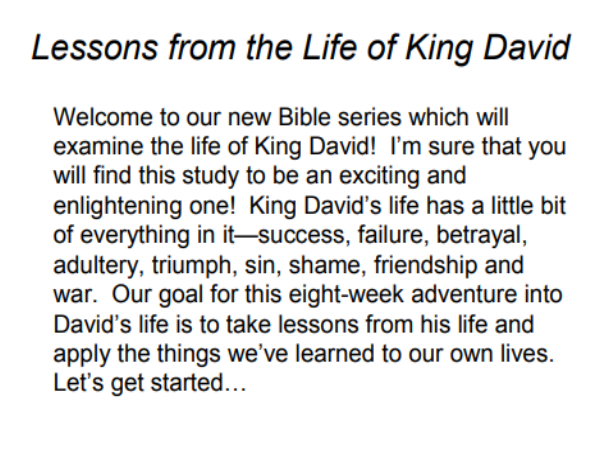 Lessons from the Life of King David
Welcome to our new Bible series which will
examine the life of King David!  I'm sure that you
will find this study to be an exciting and
enlightening one!  King David's life has a little bit
of everything in it—success, failure, betrayal,
adultery, triumph, sin, shame, friendship and
war.  Our goal for this eight-week adventure into
David's life is to take lessons from his life and
apply the things we've learned to our own lives.
Let's get started…